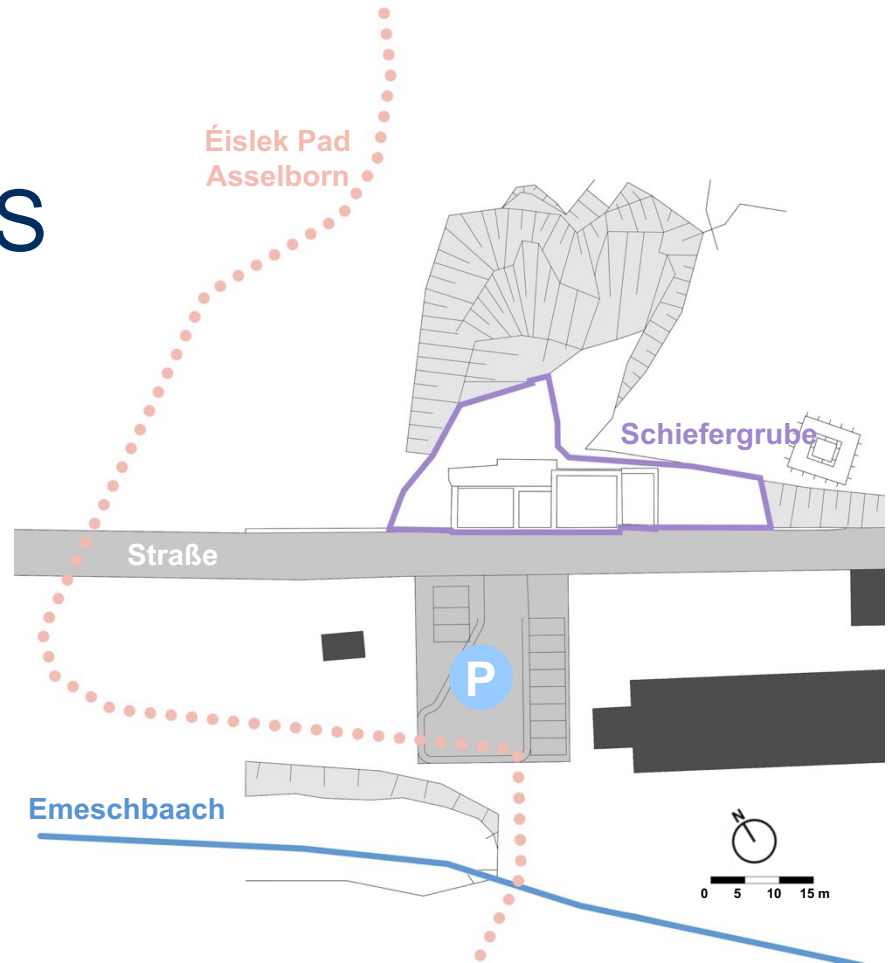 Éislek Pad
Asselborn
s
Schiefergrube
Straße
P
Emeschbaach
N
0 5 10 15 m